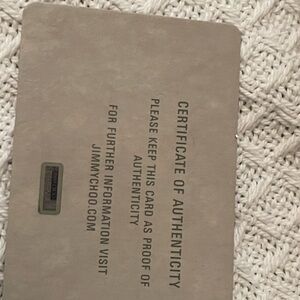 CERTIFICATE OF AUTHENTICITY
PLEASE KEEP THIS CARD AS PROOF OF
AUTHENTICITY
FOR FURTHER INFORMATION VISIT
JIMMYCHOO.COM